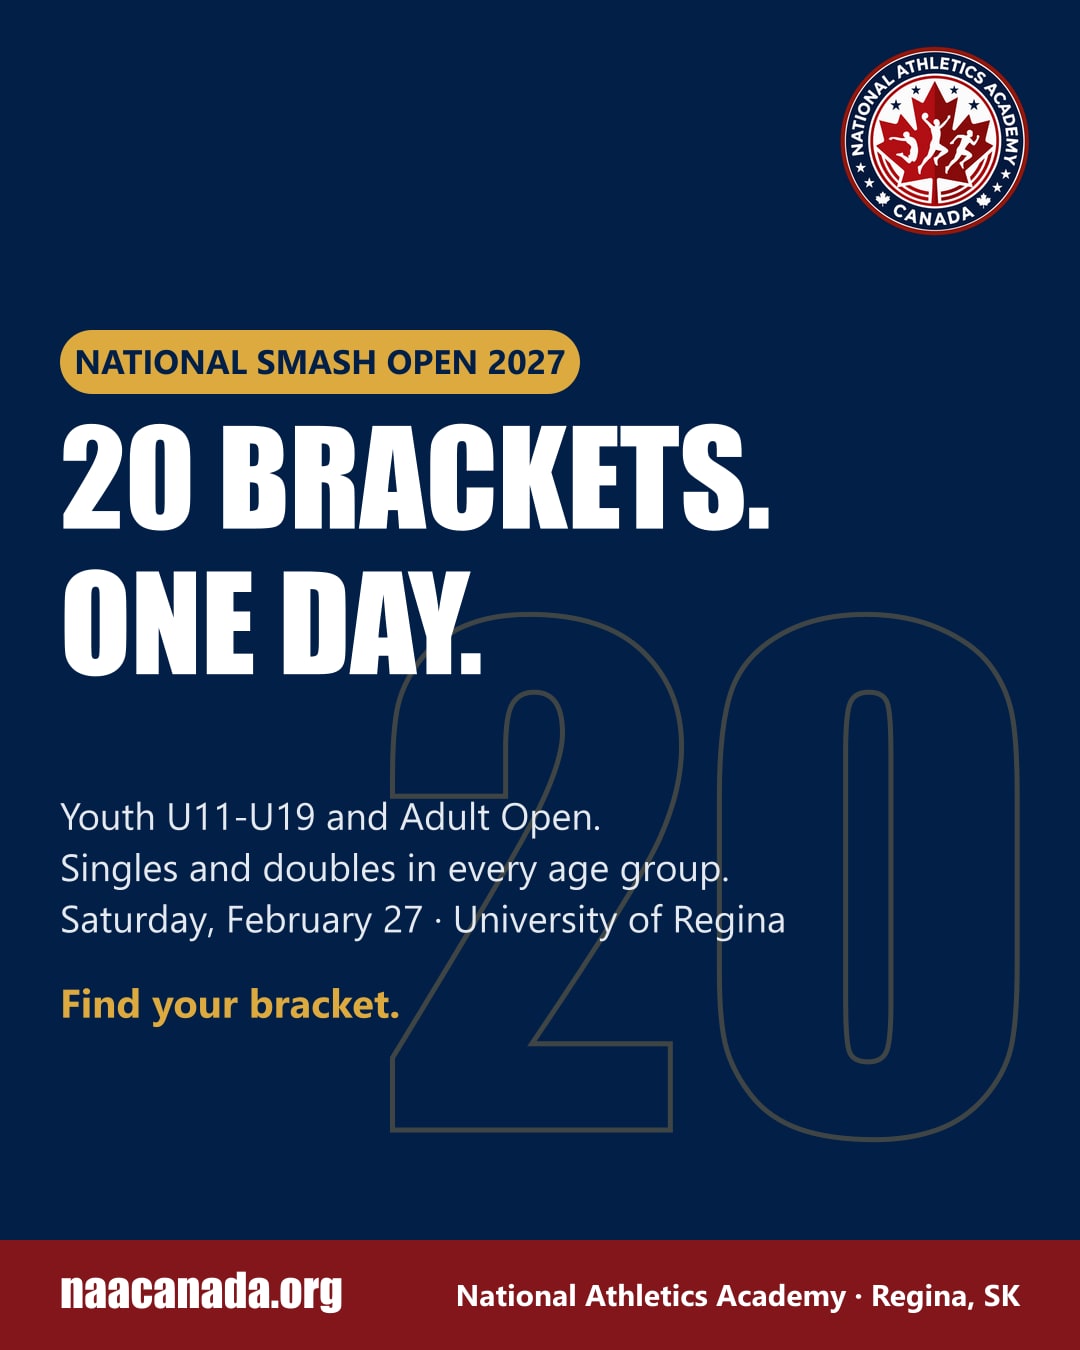 NATIONAL ATHLETICS ACADEMY
CANADA
NATIONAL SMASH OPEN 2027
20 BRACKETS.
ONE DAY.
20
Youth U11-U19 and Adult Open.
Singles and doubles in every age group.
Saturday, February 27 · University of Regina
Find your bracket.
naacanada.org
National Athletics Academy · Regina, SK